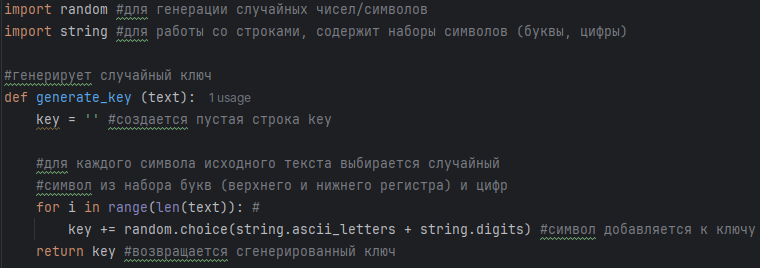 import random #для генерации случайных чисел/символов
import string #для работы со строками, содержит наборы символов (буквы, цифры)
#генерирует случайный ключ
def generate_key (text): 1 usage
key = '' #создается пустая строка key
#для каждого символа исходного текста выбирается случайный
#символ из набора букв (верхнего и нижнего регистра) и цифр
for i in range(len(text)): #
key += random.choice(string.ascii_letters + string.digits) #символ добавляется к ключу
return key #возвращается сгенерированный ключ